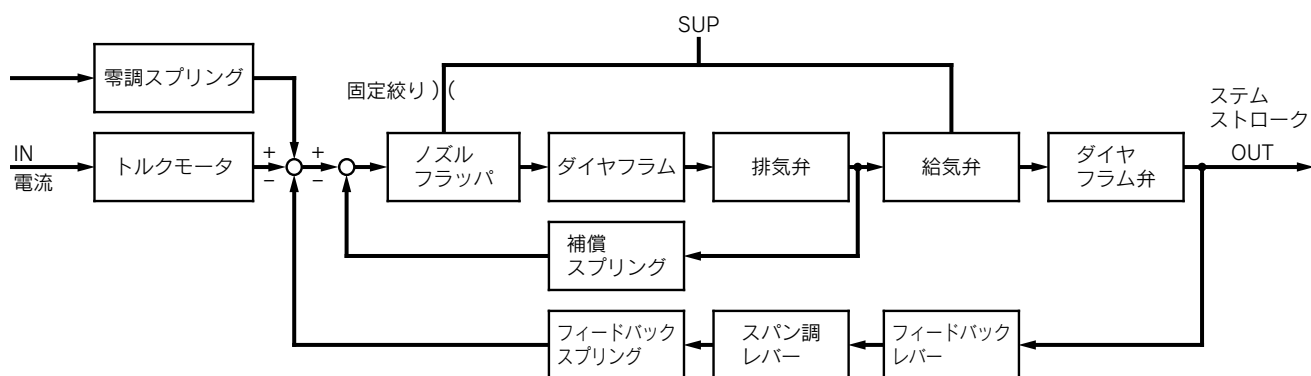 SUP
零調スプリング
固定絞り ) (
ステム
ストローク
IN
電流
トルクモータ
+
−
+
−
ノズル
フラッパ
ダイヤフラム
排気弁
給気弁
ダイヤ
フラム弁
OUT
補償
スプリング
フィードバック
スプリング
スパン調
レバー
フィードバック
レバー